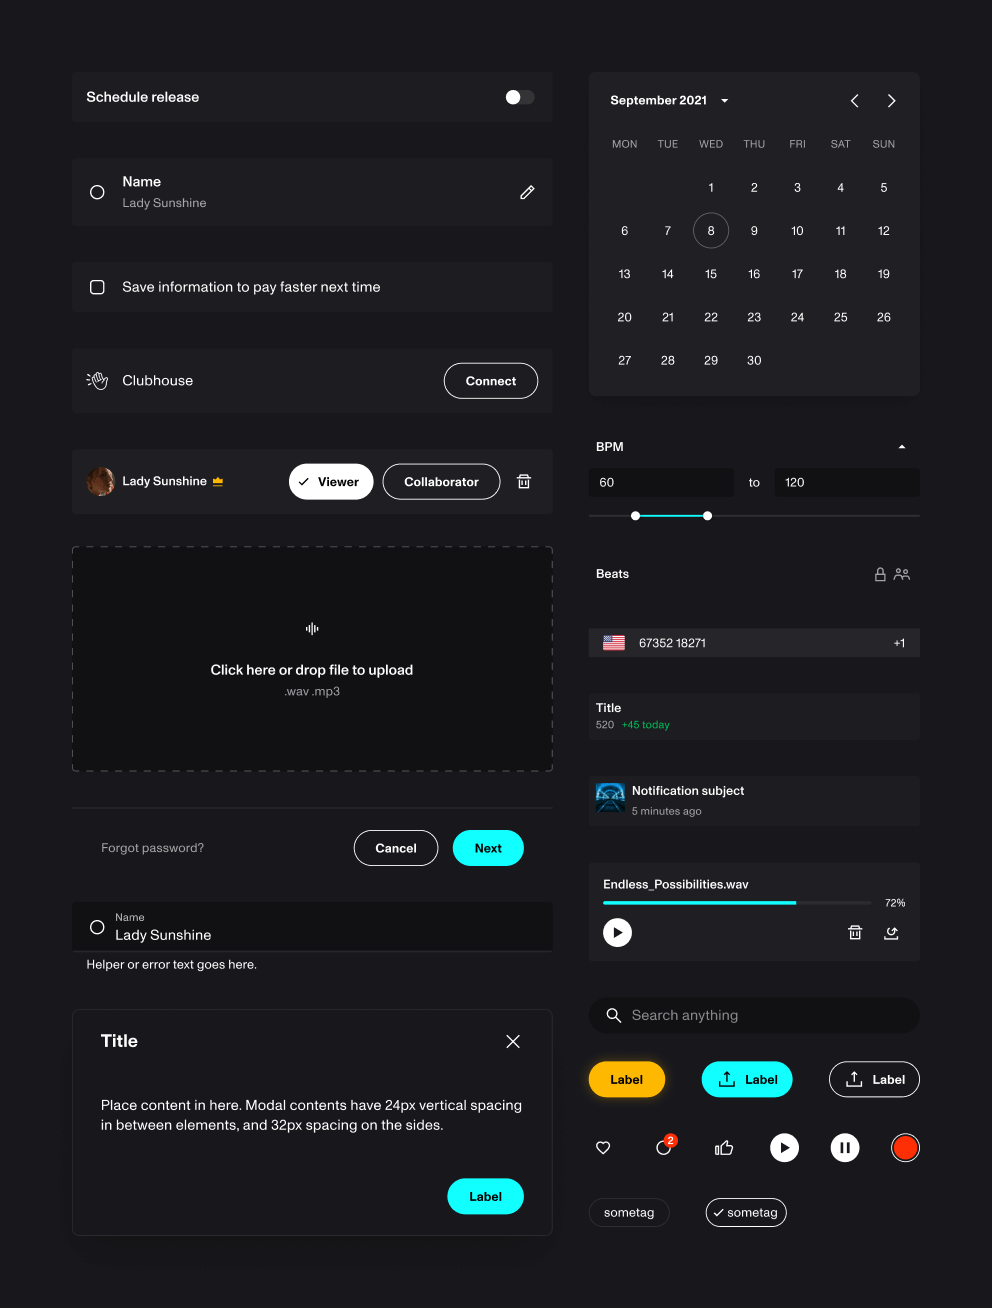 Schedule release
Name
Lady Sunshine
Save information to pay faster next time
Clubhouse
Connect
Lady Sunshine
Viewer
Collaborator
Click here or drop file to upload
.wav .mp3
Forgot password?
Cancel
Next
Name
Lady Sunshine
Helper or error text goes here.
Title
Place content in here. Modal contents have 24px vertical spacing
in between elements, and 32px spacing on the sides.
Label
September 2021
MON TUE WED THU FRI SAT SUN
1 2 3 4 5
6 7 8 9 10 11 12
13 14 15 16 17 18 19
20 21 22 23 24 25 26
27 28 29 30
BPM
60 to 120
Beats
67352 18271 +1
Title
520 +45 today
Notification subject
5 minutes ago
Endless_Possibilities.wav
72%
Search anything
Label
Label
Label
2
sometag
sometag